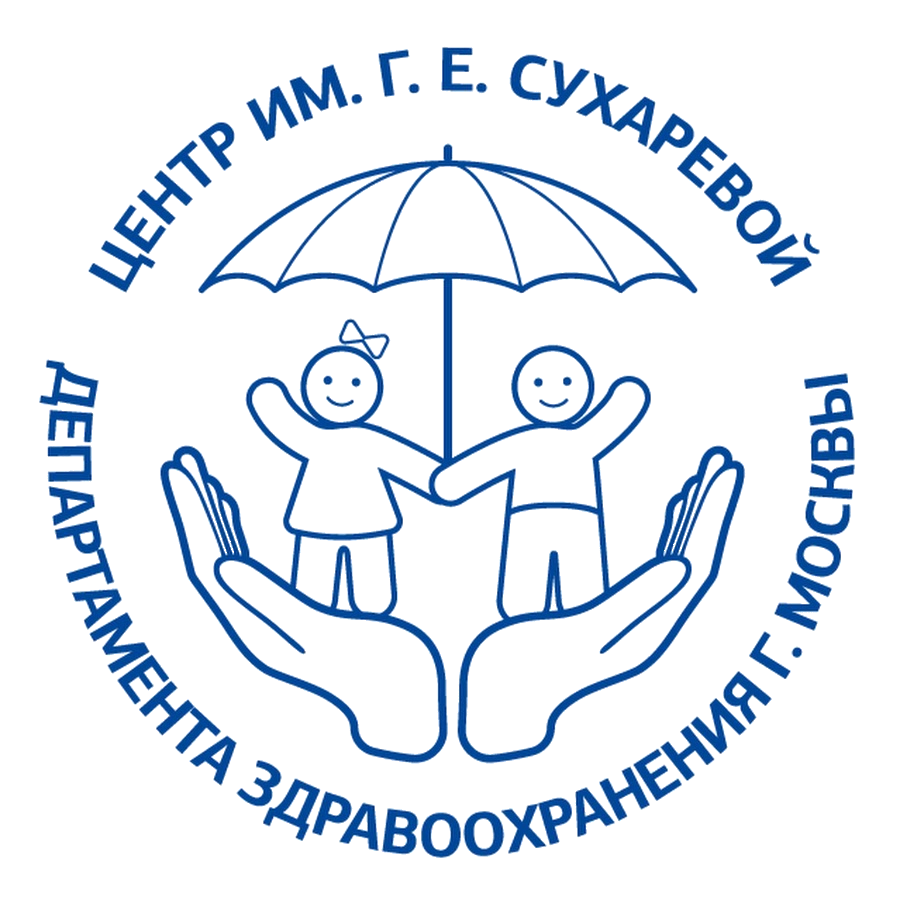 ЦЕНТР ИМ. Г. Е. СУХАРЕВОЙ
ДЕПАРТАМЕНТА ЗДРАВООХРАНЕНИЯ Г. МОСКВЫ